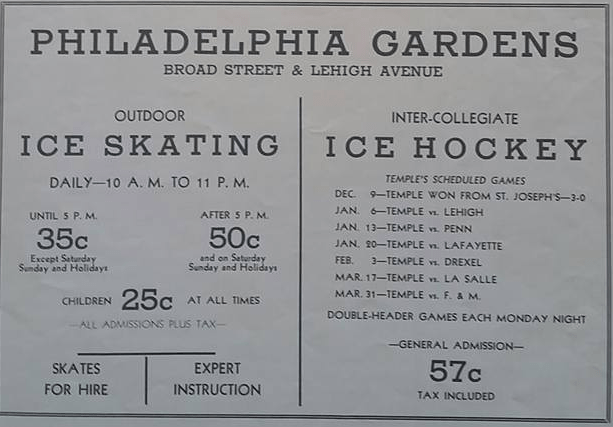 PHILADELPHIA GARDENS
BROAD STREET & LEHIGH AVENUE
OUTDOOR
ICE SKATING
DAILY—10 A. M. TO 11 P. M.
UNTIL 5 P. M.
35c
Except Saturday
Sunday and Holidays
AFTER 5 P. M.
50c
and on Saturday
Sunday and Holidays
CHILDREN 25c AT ALL TIMES
—ALL ADMISSIONS PLUS TAX—
SKATES
FOR HIRE
EXPERT
INSTRUCTION
INTER-COLLEGIATE
ICE HOCKEY
TEMPLE'S SCHEDULED GAMES
DEC. 9—TEMPLE WON FROM ST. JOSEPH'S—3-0
JAN. 6—TEMPLE vs. LEHIGH
JAN. 13—TEMPLE vs. PENN
JAN. 20—TEMPLE vs. LAFAYETTE
FEB. 3—TEMPLE vs. DREXEL
MAR. 17—TEMPLE vs. LA SALLE
MAR. 31—TEMPLE vs. F. & M.
DOUBLE-HEADER GAMES EACH MONDAY NIGHT
—GENERAL ADMISSION—
57c
TAX INCLUDED